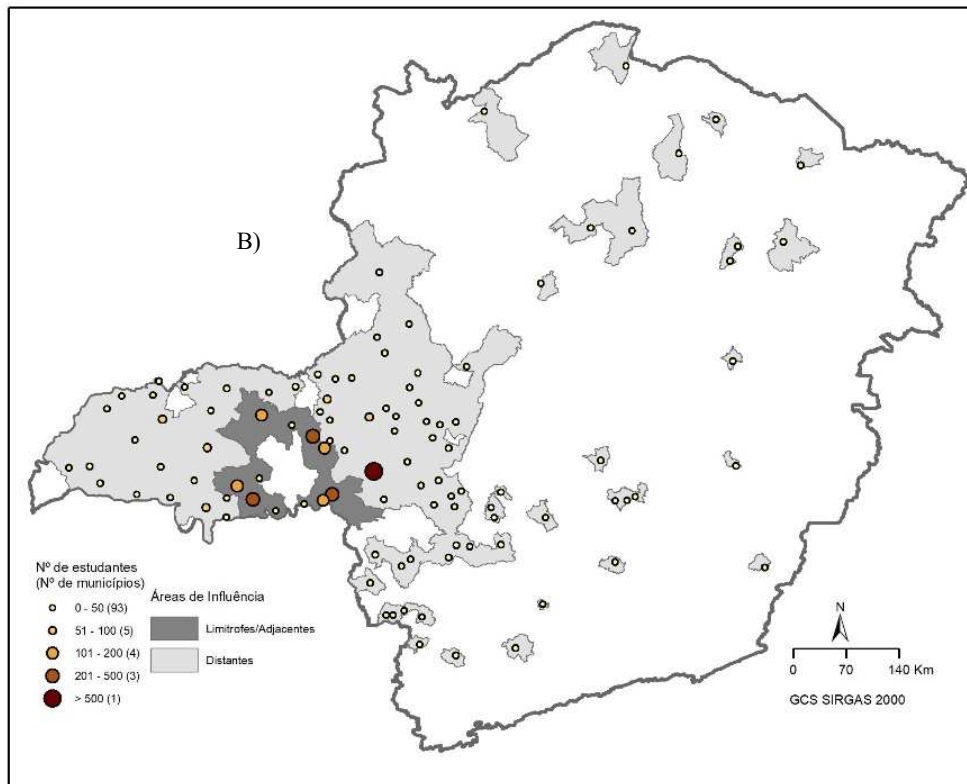 B)
Nº de estudantes
(Nº de municípios)
0 - 50 (93)
51 - 100 (5)
101 - 200 (4)
201 - 500 (3)
> 500 (1)
Áreas de Influência
Limitrofes/Adjacentes
Distantes
N
0 70 140 Km
GCS SIRGAS 2000